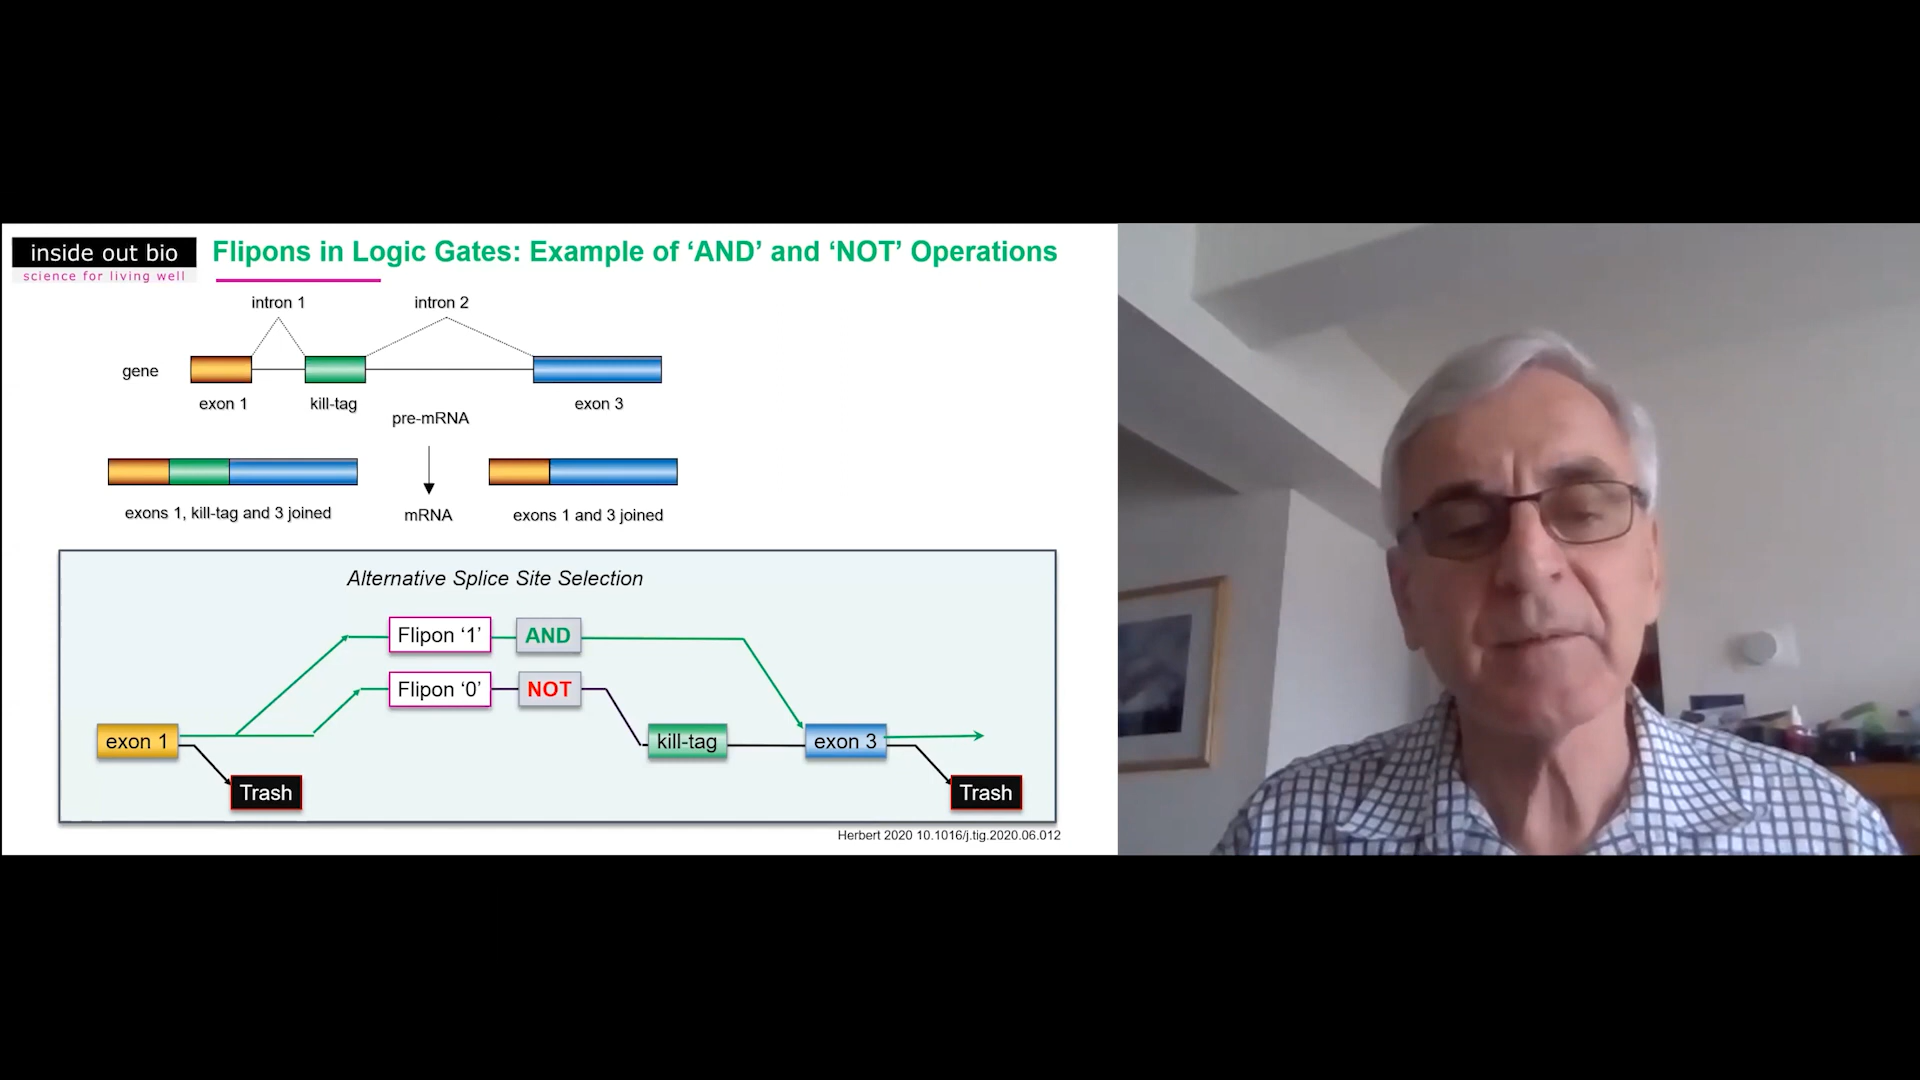 inside out bio
science for living well
Flipons in Logic Gates: Example of ‘AND’ and ‘NOT’ Operations
intron 1
intron 2
gene
exon 1
kill-tag
exon 3
pre-mRNA
exons 1, kill-tag and 3 joined
mRNA
exons 1 and 3 joined
Alternative Splice Site Selection
Flipon ‘1’
AND
Flipon ‘0’
NOT
exon 1
kill-tag
exon 3
Trash
Trash
Herbert 2020 10.1016/j.tig.2020.06.012